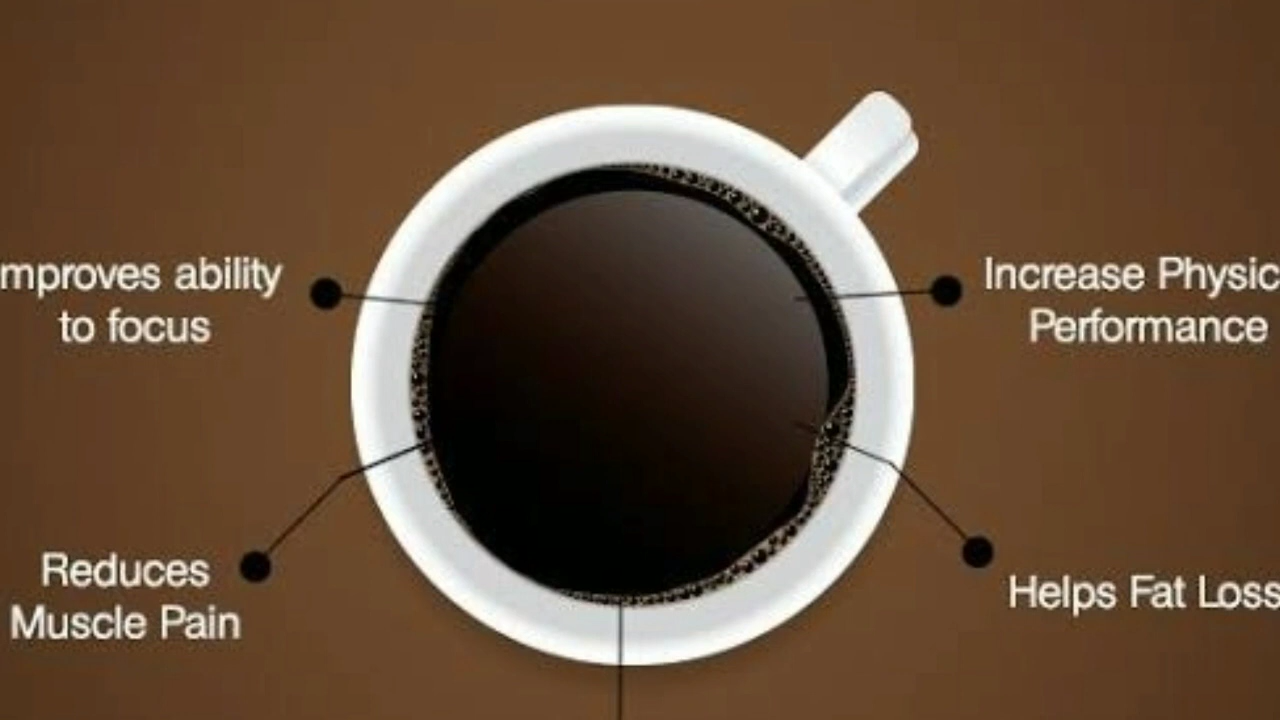 mproves ability
to focus
Increase Physic
Performance
Reduces
Muscle Pain
Helps Fat Loss